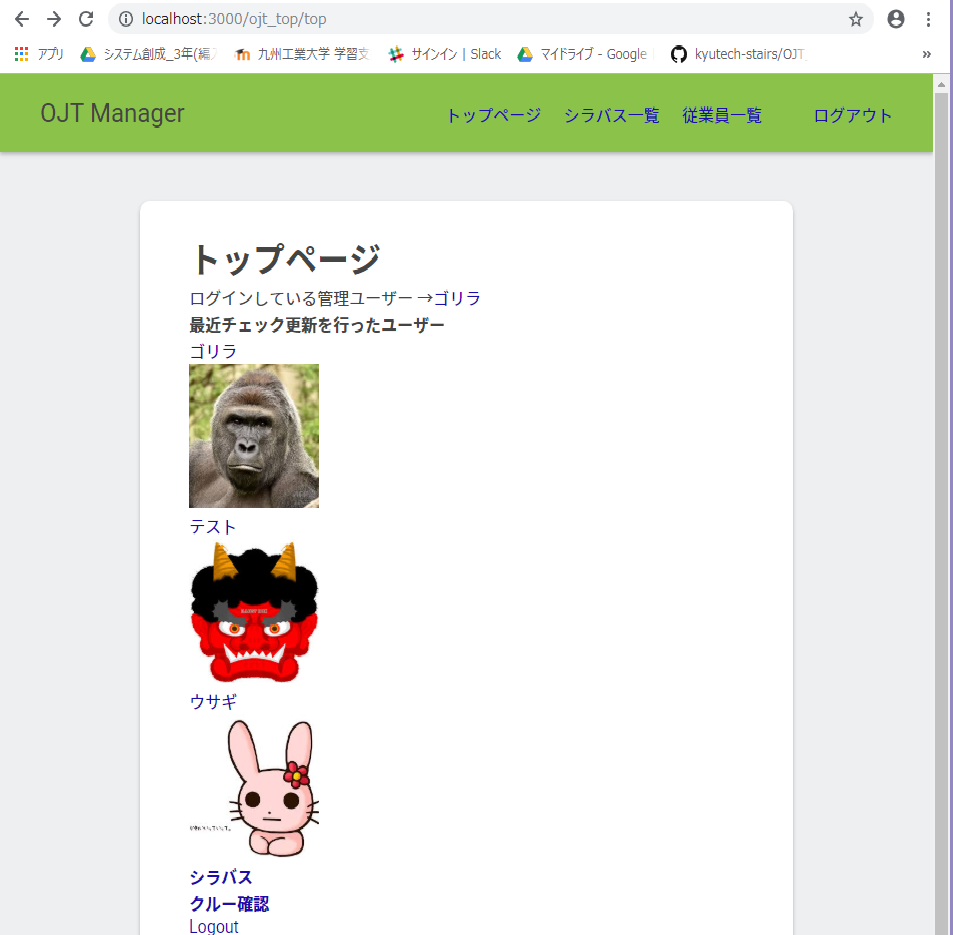 localhost:3000/ojt_top/top
アプリ システム創成_3年(編入 九州工業大学 学習支 サインイン | Slack マイドライブ - Google kyutech-stairs/OJT »
OJT Manager トップページ シラバス一覧 従業員一覧 ログアウト
トップページ
ログインしている管理ユーザー →ゴリラ
最近チェック更新を行ったユーザー
ゴリラ
テスト
ウサギ
シラバス
クルー確認
Logout